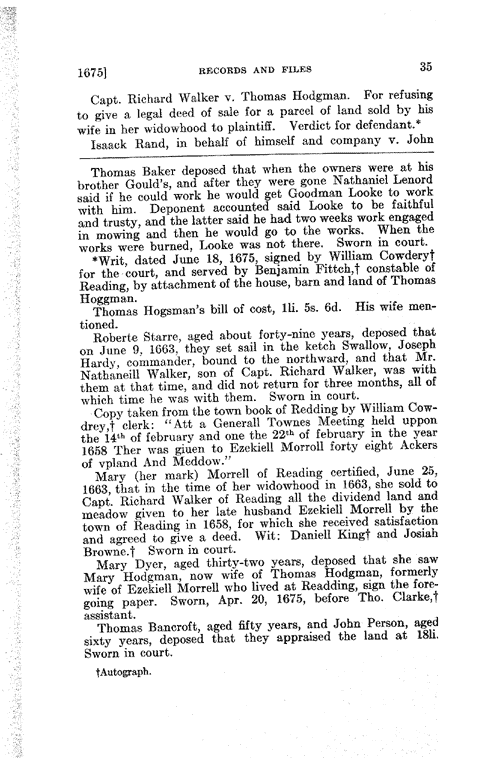 1675] RECORDS AND FILES 35
Capt. Richard Walker v. Thomas Hodgman. For refusing
to give a legal deed of sale for a parcel of land sold by his
wife in her widowhood to plaintiff. Verdict for defendant.*
Isaack Rand, in behalf of himself and company v. John
Thomas Baker deposed that when the owners were at his
brother Gould's, and after they were gone Nathaniel Lenord
said if he could work he would get Goodman Looke to work
with him. Deponent accounted said Looke to be faithful
and trusty, and the latter said he had two weeks work engaged
in mowing and then he would go to the works. When the
works were burned, Looke was not there. Sworn in court.
*Writ, dated June 18, 1675, signed by William Cowdery†
for the court, and served by Benjamin Fittch,† constable of
Reading, by attachment of the house, barn and land of Thomas
Hoggman.
Thomas Hogsman's bill of cost, 1li. 5s. 6d. His wife men-
tioned.
Roberte Starre, aged about forty-nine years, deposed that
on June 9, 1663, they set sail in the ketch Swallow, Joseph
Hardy, commander, bound to the northward, and that Mr.
Nathaneill Walker, son of Capt. Richard Walker, was with
them at that time, and did not return for three months, all of
which time he was with them. Sworn in court.
Copy taken from the town book of Redding by William Cow-
drey,† clerk: "Att a Generall Townes Meeting held uppon
the 14th of february and one the 22th of february in the year
1658 Ther was giuen to Ezekiell Morroll forty eight Ackers
of vpland And Meddow."
Mary (her mark) Morrell of Reading certified, June 25,
1663, that in the time of her widowhood in 1663, she sold to
Capt. Richard Walker of Reading all the dividend land and
meadow given to her late husband Ezekiell Morrell by the
town of Reading in 1658, for which she received satisfaction
and agreed to give a deed. Wit: Daniell King† and Josiah
Browne.† Sworn in court.
Mary Dyer, aged thirty-two years, deposed that she saw
Mary Hodgman, now wife of Thomas Hodgman, formerly
wife of Ezekiell Morrell who lived at Readding, sign the fore-
going paper. Sworn, Apr. 20, 1675, before Tho. Clarke,†
assistant.
Thomas Bancroft, aged fifty years, and John Person, aged
sixty years, deposed that they appraised the land at 18li.
Sworn in court.
†Autograph.